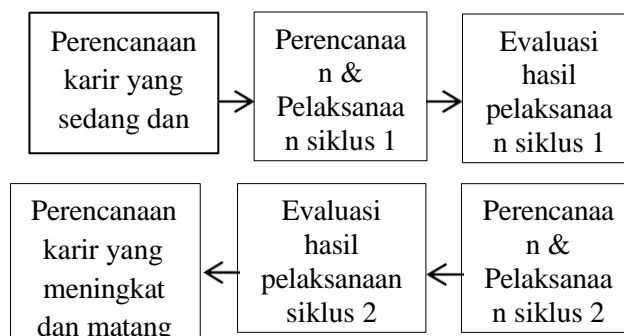 Perencanaan
karir yang
sedang dan
Perencanaa
n &
Pelaksanaa
n siklus 1
Evaluasi
hasil
pelaksanaa
n siklus 1
Perencanaan
karir yang
meningkat
dan matang
Evaluasi
hasil
pelaksanaan
siklus 2
Perencanaa
n &
Pelaksanaa
n siklus 2